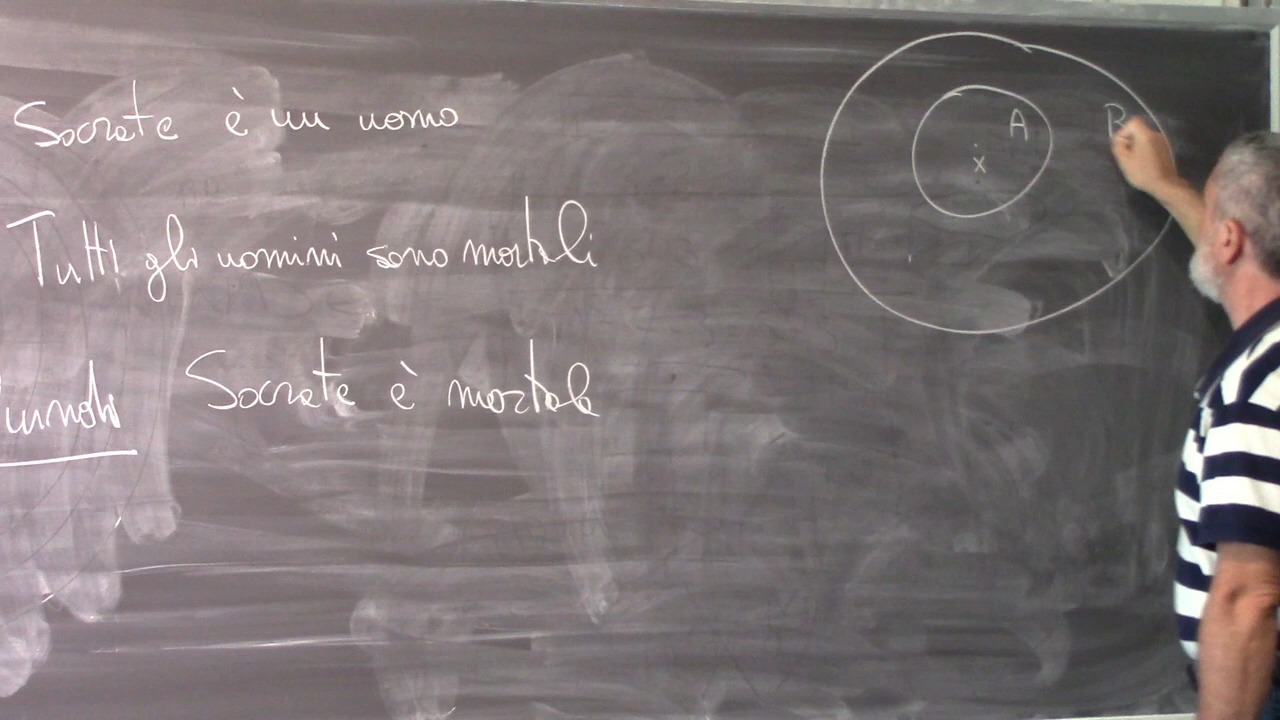 Socrate è un uomo
Tutti gli uomini sono mortali
Socrate è mortale
A
B
x